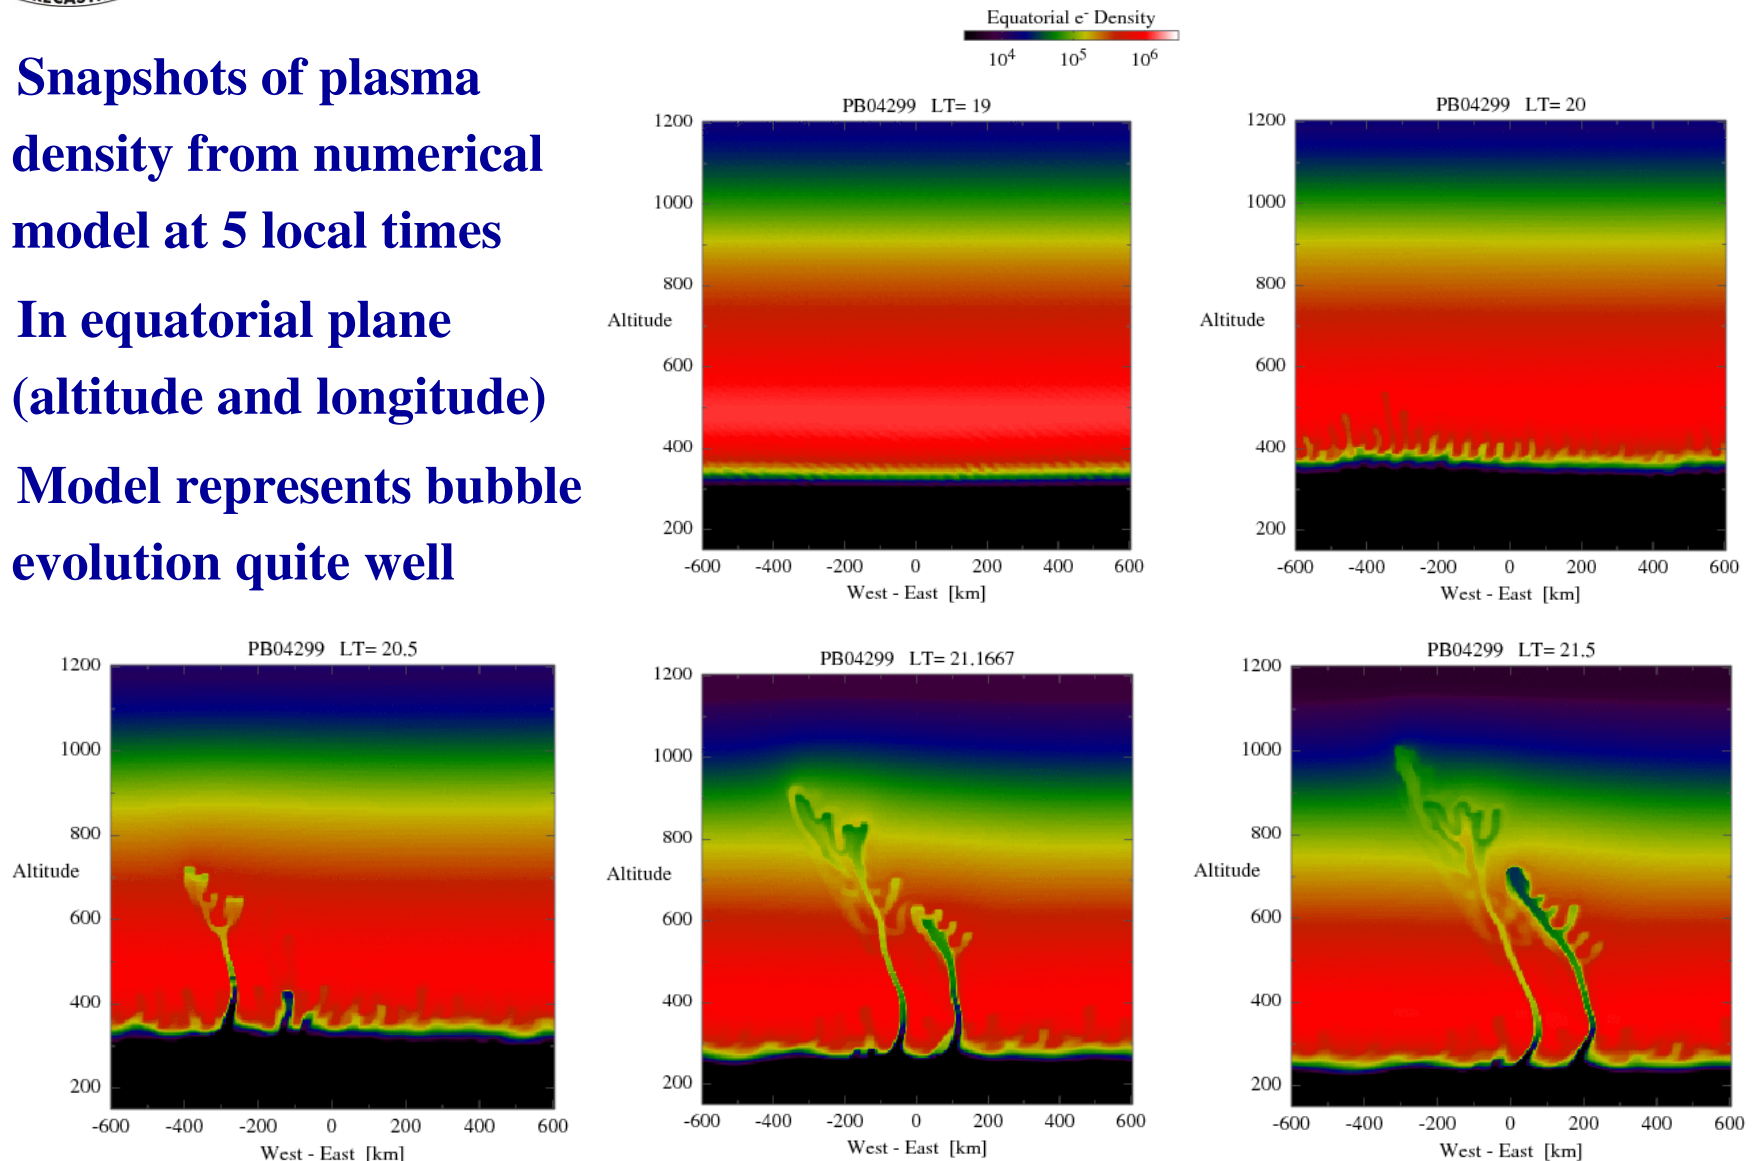 Snapshots of plasma
density from numerical
model at 5 local times
In equatorial plane
(altitude and longitude)
Model represents bubble
evolution quite well
Equatorial e⁻ Density
10⁴ 10⁵ 10⁶
PB04299 LT= 19
1200
1000
800
Altitude
600
400
200
-600 -400 -200 0 200 400 600
West - East [km]
PB04299 LT= 20
1200
1000
800
Altitude
600
400
200
-600 -400 -200 0 200 400 600
West - East [km]
PB04299 LT= 20.5
1200
1000
800
Altitude
600
400
200
-600 -400 -200 0 200 400 600
West - East [km]
PB04299 LT= 21.1667
1200
1000
800
Altitude
600
400
200
-600 -400 -200 0 200 400 600
West - East [km]
PB04299 LT= 21.5
1200
1000
800
Altitude
600
400
200
-600 -400 -200 0 200 400 600
West - East [km]